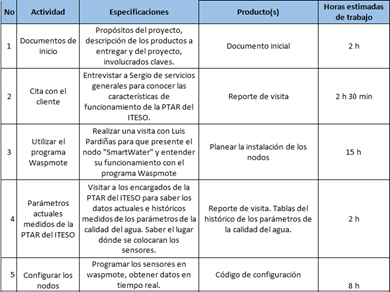 No
Actividad
Especificaciones
Producto(s)
Horas estimadas
de trabajo
1
Documentos de
inicio
Propósitos del proyecto,
descripción de los productos a
entregar y del proyecto,
involucrados claves.
Documento inicial
2 h
2
Cita con el
cliente
Entrevistar a Sergio de servicios
generales para conocer las
características de
funcionamiento de la PTAR del
ITESO.
Reporte de visita
2 h 30 min
3
Utilizar el
programa
Waspmote
Realizar una visita con Luis
Pardiñas para que presente el
nodo "SmartWater" y entender
su funcionamiento con el
programa Waspmote
Planear la instalación de los
nodos
15 h
4
Parámetros
actuales
medidos de la
PTAR del ITESO
Visitar a los encargados de la
PTAR del ITESO para saber los
datos actuales e históricos
medidos de los parámetros de la
calidad del agua. Saber el lugar
dónde se colocaran los
sensores.
Reporte de visita. Tablas del
histórico de los parámetros de
la calidad del agua.
2 h
5
Configurar los
nodos
Programar los sensores en
waspmote, obtener datos en
tiempo real.
Código de configuración
8 h